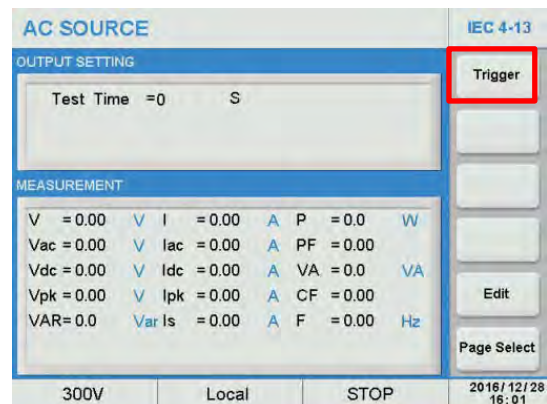 AC SOURCE
IEC 4-13
OUTPUT SETTING
Trigger
Test Time =0 S
MEASUREMENT
V = 0.00 V I = 0.00 A P = 0.0 W
Vac = 0.00 V Iac = 0.00 A PF = 0.00
Vdc = 0.00 V Idc = 0.00 A VA = 0.0 VA
Vpk = 0.00 V Ipk = 0.00 A CF = 0.00
VAR= 0.0 Var Is = 0.00 A F = 0.00 Hz
Edit
Page Select
300V Local STOP
2016/12/28
16:01